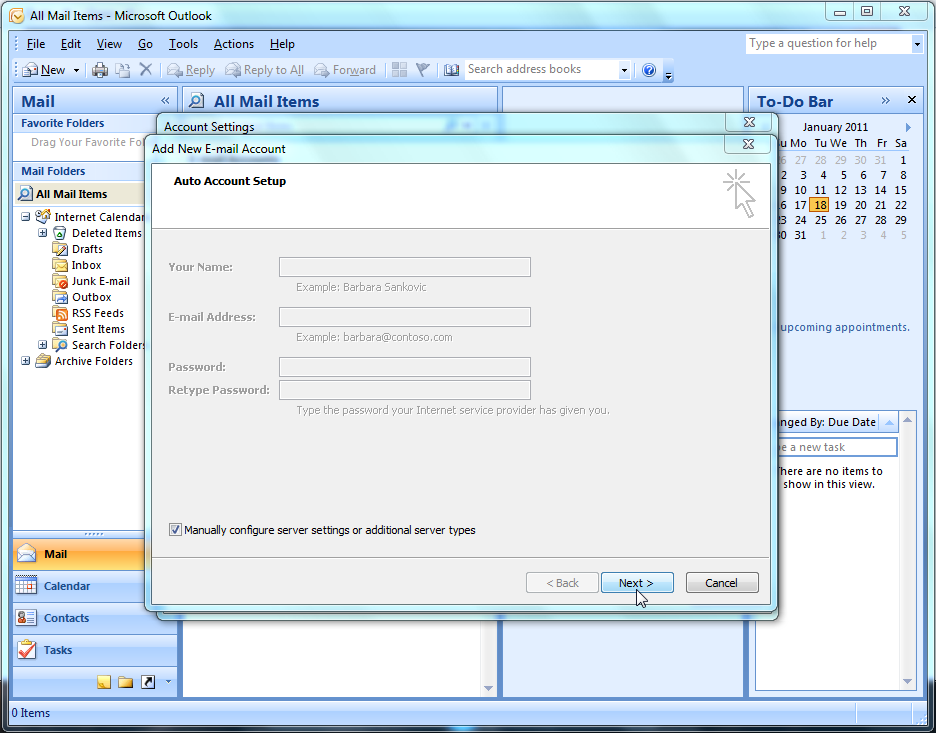 All Mail Items - Microsoft Outlook
File Edit View Go Tools Actions Help
Type a question for help
New Reply Reply to All Forward Search address books
Mail «
All Mail Items
To-Do Bar »
Favorite Folders
Drag Your Favorite Fo
Mail Folders
All Mail Items
Internet Calendar
Deleted Items
Drafts
Inbox
Junk E-mail
Outbox
RSS Feeds
Sent Items
Search Folders
Archive Folders
Account Settings
Add New E-mail Account
Auto Account Setup
Your Name:
Example: Barbara Sankovic
E-mail Address:
Example: barbara@contoso.com
Password:
Retype Password:
Type the password your Internet service provider has given you.
Manually configure server settings or additional server types
< Back Next > Cancel
January 2011
u Mo Tu We Th Fr Sa
26 27 28 29 30 31 1
2 3 4 5 6 7 8
9 10 11 12 13 14 15
16 17 18 19 20 21 22
23 24 25 26 27 28 29
30 31 1 2 3 4 5
upcoming appointments.
nged By: Due Date
e a new task
here are no items to
show in this view.
Mail
Calendar
Contacts
Tasks
0 Items